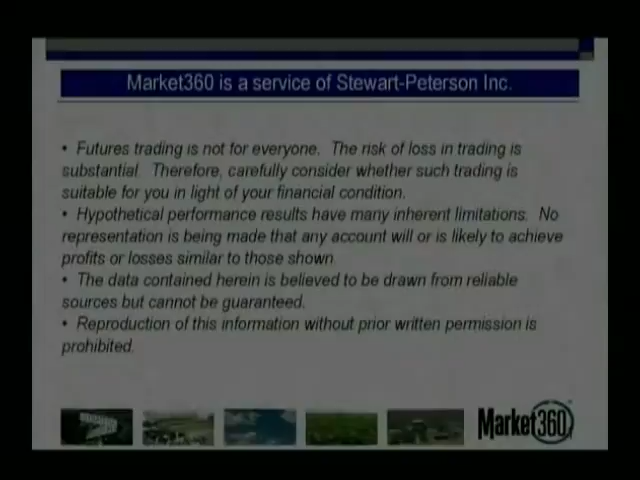 Market360 is a service of Stewart-Peterson Inc.
• Futures trading is not for everyone. The risk of loss in trading is
substantial. Therefore, carefully consider whether such trading is
suitable for you in light of your financial condition.
• Hypothetical performance results have many inherent limitations. No
representation is being made that any account will or is likely to achieve
profits or losses similar to those shown
• The data contained herein is believed to be drawn from reliable
sources but cannot be guaranteed.
• Reproduction of this information without prior written permission is
prohibited.
Market360